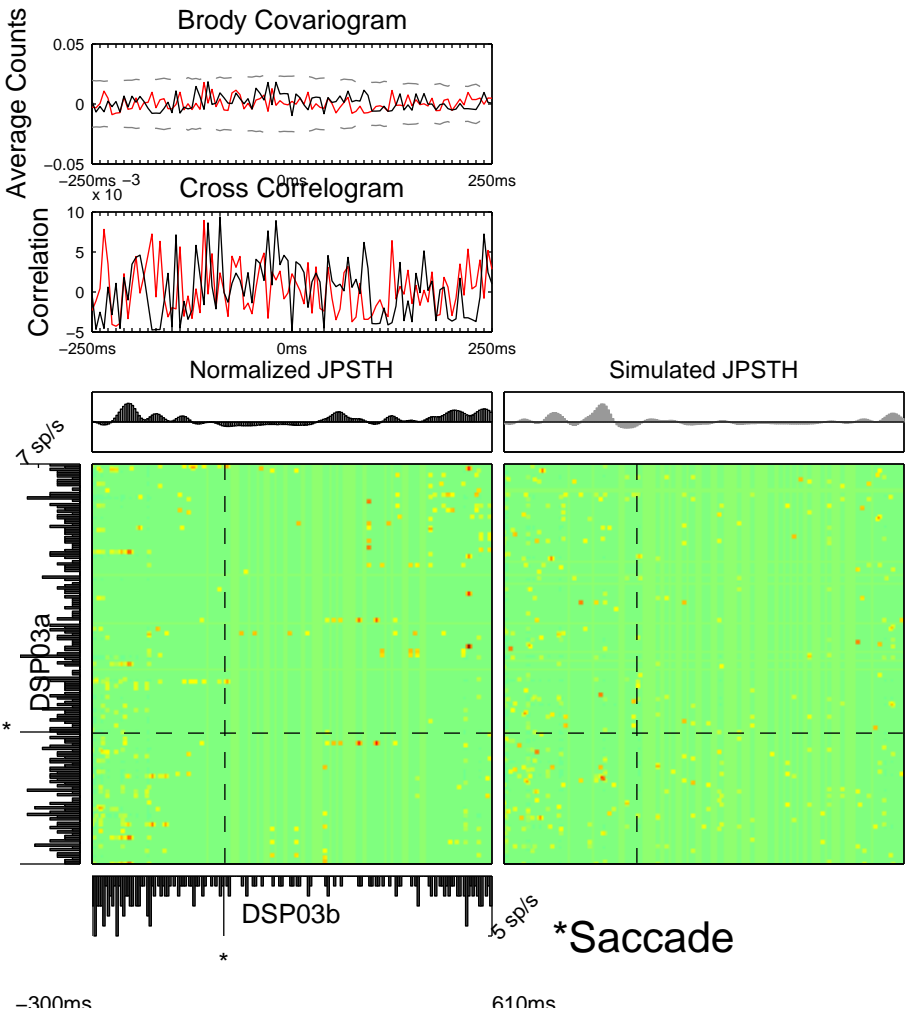 Brody Covariogram
Average Counts
0.05
0
−0.05
−250ms
0ms
250ms
Cross Correlogram
x 10 −3
Correlation
10
5
0
−5
−250ms
0ms
250ms
Normalized JPSTH
Simulated JPSTH
7 sp/s
DSP03a
*
DSP03b
5 sp/s
*
*Saccade
−300ms
610ms